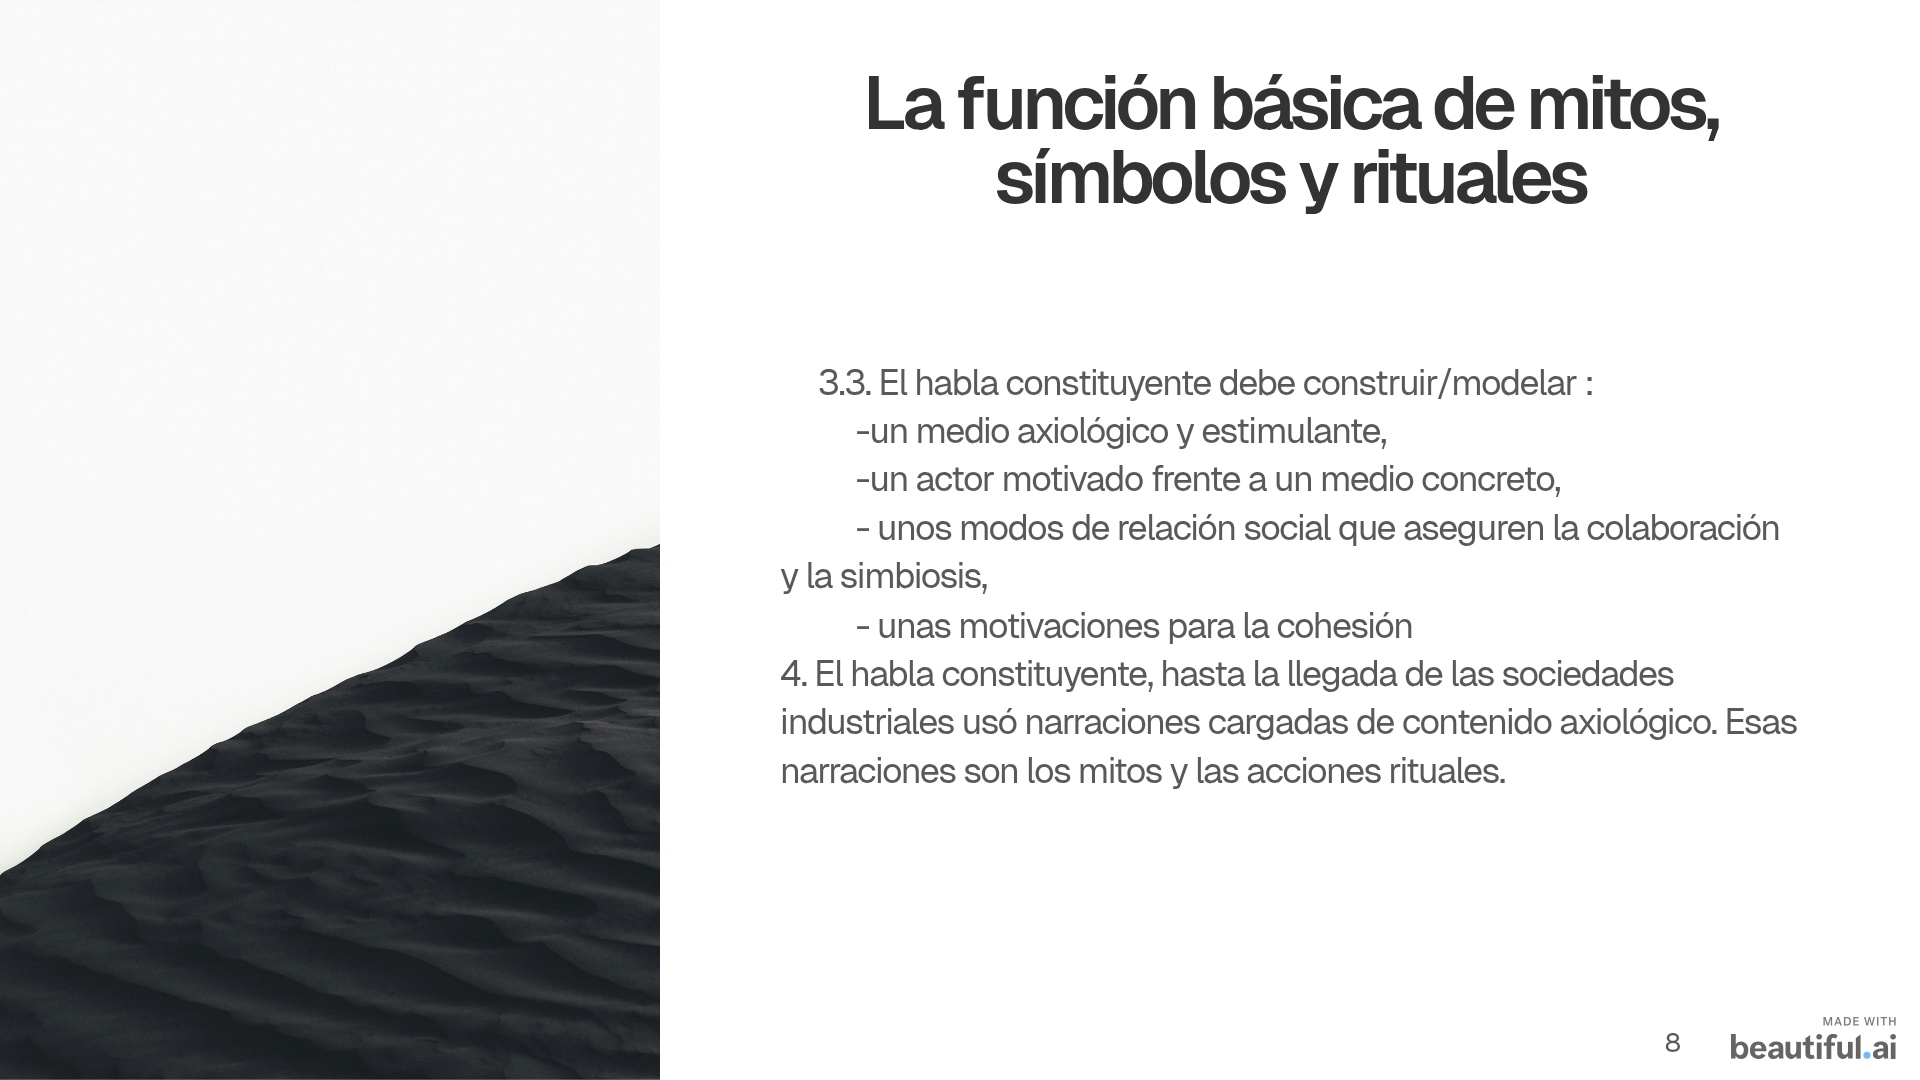 La función básica de mitos,
símbolos y rituales
3.3. El habla constituyente debe construir/modelar :
-un medio axiológico y estimulante,
-un actor motivado frente a un medio concreto,
- unos modos de relación social que aseguren la colaboración
y la simbiosis,
- unas motivaciones para la cohesión
4. El habla constituyente, hasta la llegada de las sociedades
industriales usó narraciones cargadas de contenido axiológico. Esas
narraciones son los mitos y las acciones rituales.
8
MADE WITH
beautiful.ai